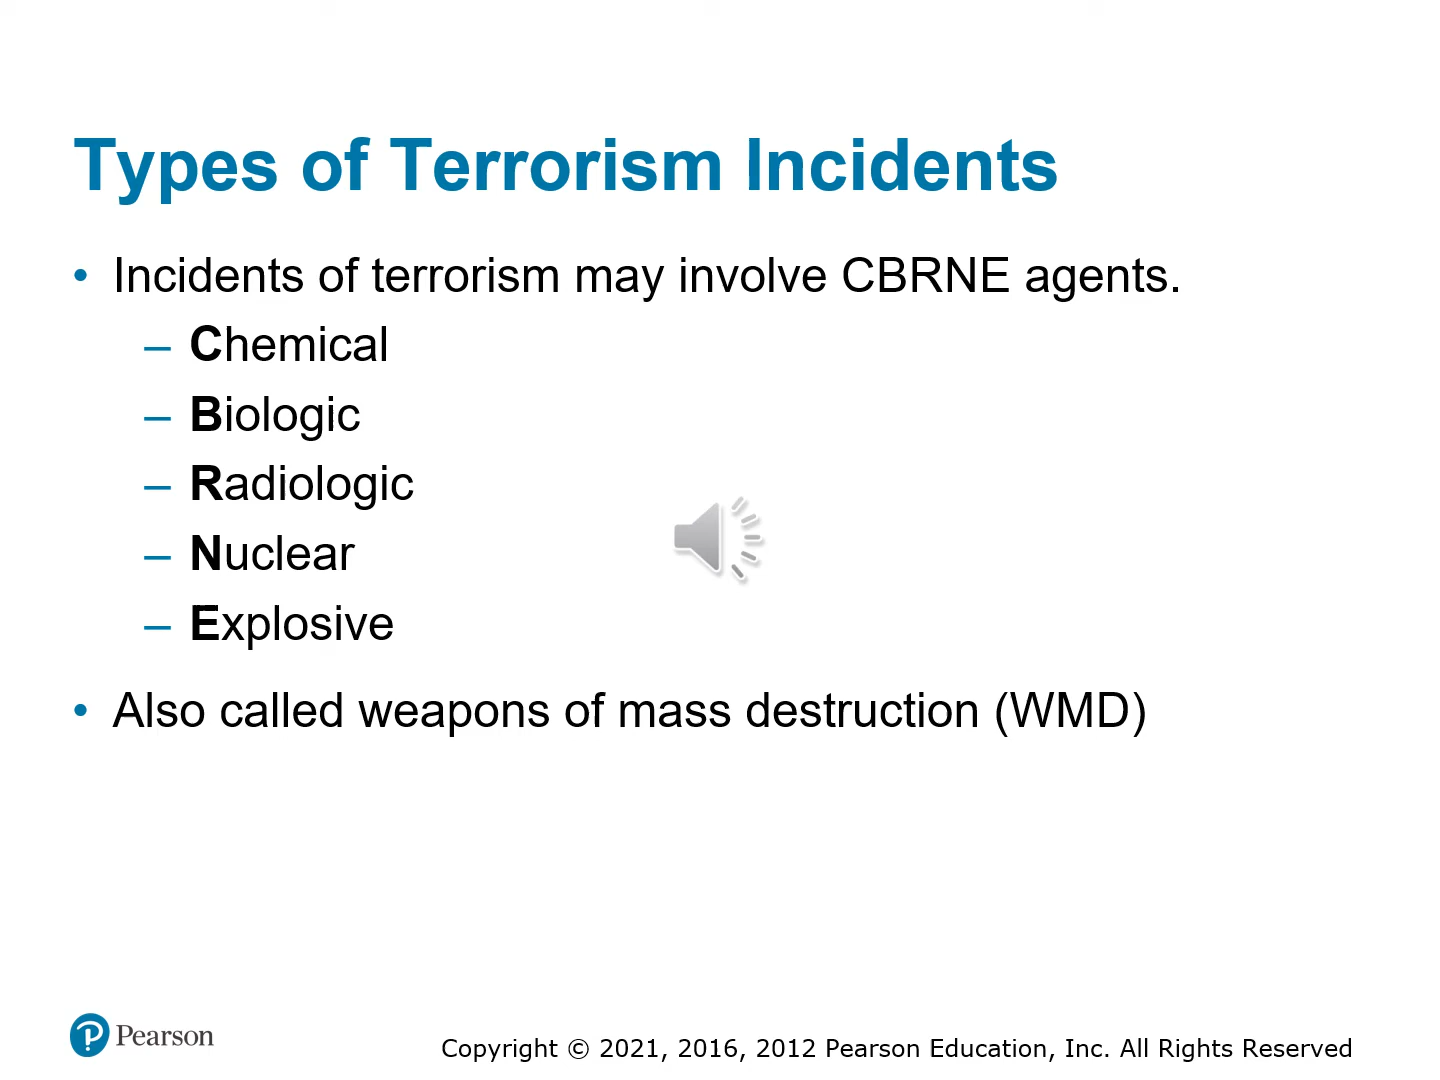 Types of Terrorism Incidents
• Incidents of terrorism may involve CBRNE agents.
– Chemical
– Biologic
– Radiologic
– Nuclear
– Explosive
• Also called weapons of mass destruction (WMD)
P Pearson
Copyright © 2021, 2016, 2012 Pearson Education, Inc. All Rights Reserved